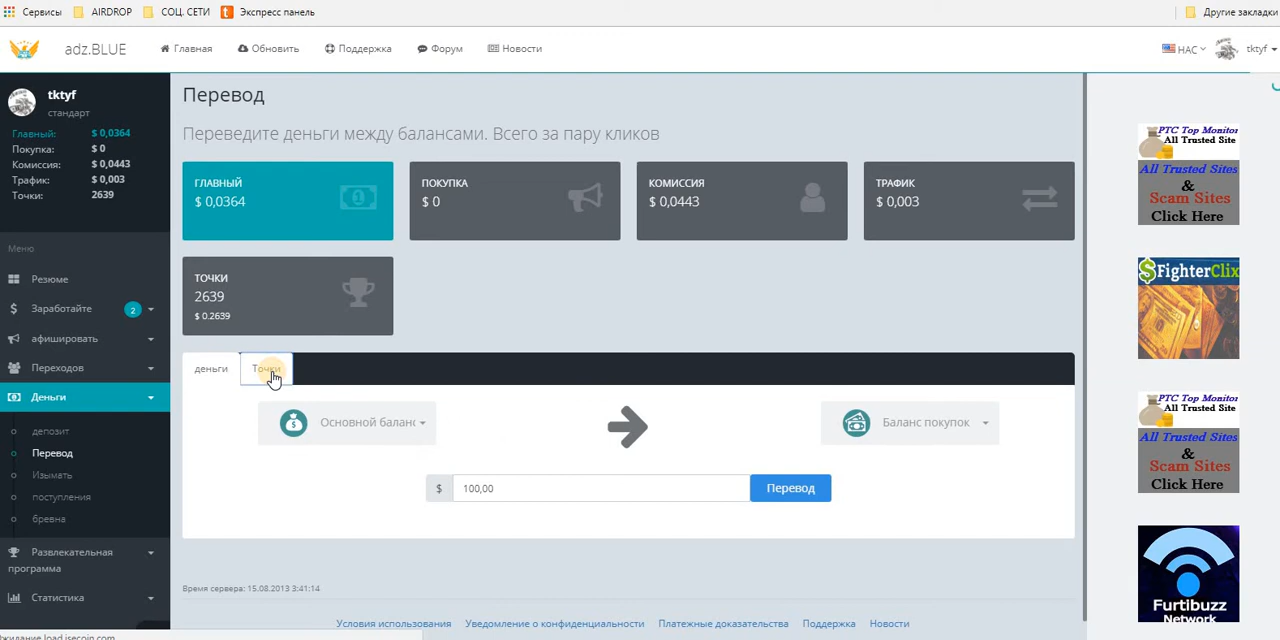 Сервисы AIRDROP СОЦ. СЕТИ Экспресс панель Другие закладки
adz.BLUE Главная Обновить Поддержка Форум Новости НАС tktyf
tktyf
стандарт
Главный: $ 0,0364
Покупка: $ 0
Комиссия: $ 0,0443
Трафик: $ 0,003
Точки: 2639
Меню
Резюме
Заработайте 2
афишировать
Переходов
Деньги
депозит
Перевод
Изымать
поступления
бревна
Развлекательная
программа
Статистика
Перевод
Переведите деньги между балансами. Всего за пару кликов
ГЛАВНЫЙ
$ 0,0364
ПОКУПКА
$ 0
КОМИССИЯ
$ 0,0443
ТРАФИК
$ 0,003
ТОЧКИ
2639
$ 0.2639
деньги Точки
Основной баланс Баланс покупок
$ 100,00 Перевод
Время сервера: 15.08.2013 3:41:14
Условия использования Уведомление о конфиденциальности Платежные доказательства Поддержка Новости
PTC Top Monitor
All Trusted Site
All Trusted Sites
&
Scam Sites
Click Here
$FighterClix
PTC Top Monitor
All Trusted Site
All Trusted Sites
&
Scam Sites
Click Here
Furtibuzz
NETWORK
Ожидание load.jsecoin.com